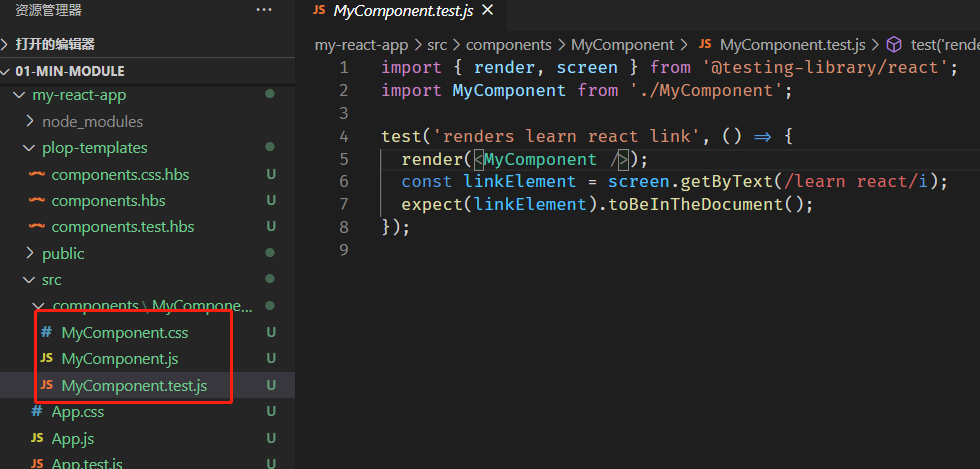 资源管理器 ···
打开的编辑器
01-MIN-MODULE
my-react-app
node_modules
plop-templates
components.css.hbs U
components.hbs U
components.test.hbs U
public
src
components \ MyCompone...
# MyComponent.css U
JS MyComponent.js U
JS MyComponent.test.js U
# App.css U
JS App.js U
JS App.test.js U
JS MyComponent.test.js ×
my-react-app > src > components > MyComponent > JS MyComponent.test.js > test('rende
1 import { render, screen } from '@testing-library/react';
2 import MyComponent from './MyComponent';
3
4 test('renders learn react link', () => {
5 render(<MyComponent />);
6 const linkElement = screen.getByText(/learn react/i);
7 expect(linkElement).toBeInTheDocument();
8 });
9